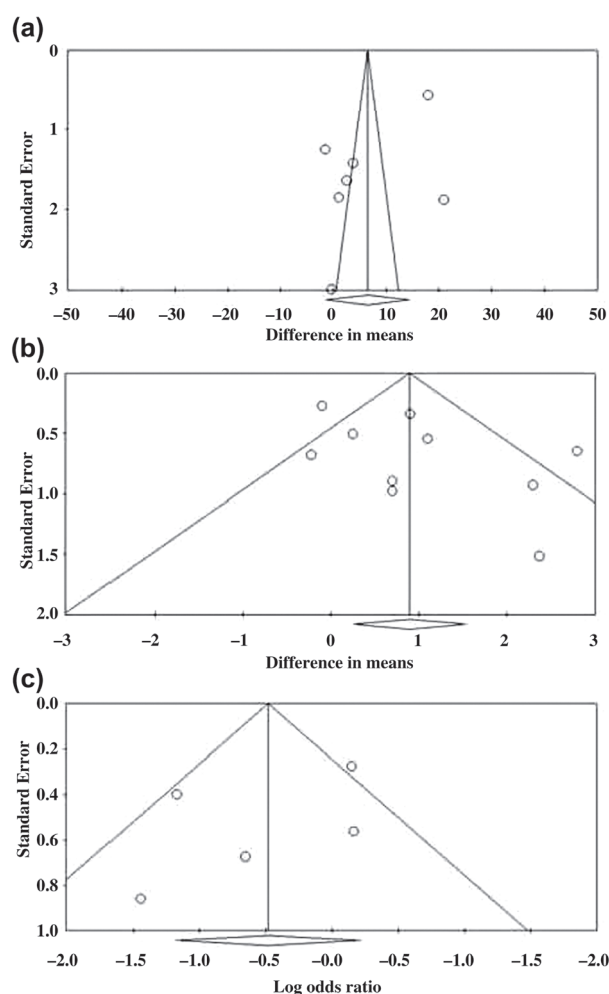 (a)
0
1
2
3
Standard Error
−50 −40 −30 −20 −10 0 10 20 30 40 50
Difference in means
(b)
0.0
0.5
1.0
1.5
2.0
Standard Error
−3 −2 −1 0 1 2 3
Difference in means
(c)
0.0
0.2
0.4
0.6
0.8
1.0
Standard Error
−2.0 −1.0 −0.5 −0.0 −0.5 −1.0 −1.5 −2.0
Log odds ratio